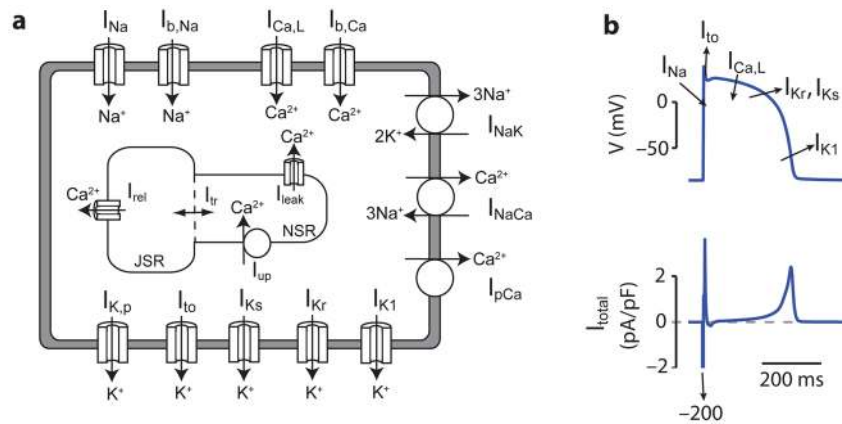 a
I_Na I_b,Na I_Ca,L I_b,Ca
Na⁺ Na⁺ Ca²⁺ Ca²⁺
3Na⁺
2K⁺ I_NaK
Ca²⁺
3Na⁺ I_NaCa
Ca²⁺
I_pCa
Ca²⁺
Ca²⁺ I_rel I_tr Ca²⁺ I_leak
NSR
JSR I_up
I_K,p I_to I_Ks I_Kr I_K1
K⁺ K⁺ K⁺ K⁺ K⁺
b
I_to
I_Na I_Ca,L
I_Kr, I_Ks
I_K1
V (mV)
0
−50
I_total
(pA/pF)
2
0
−2
200 ms
−200